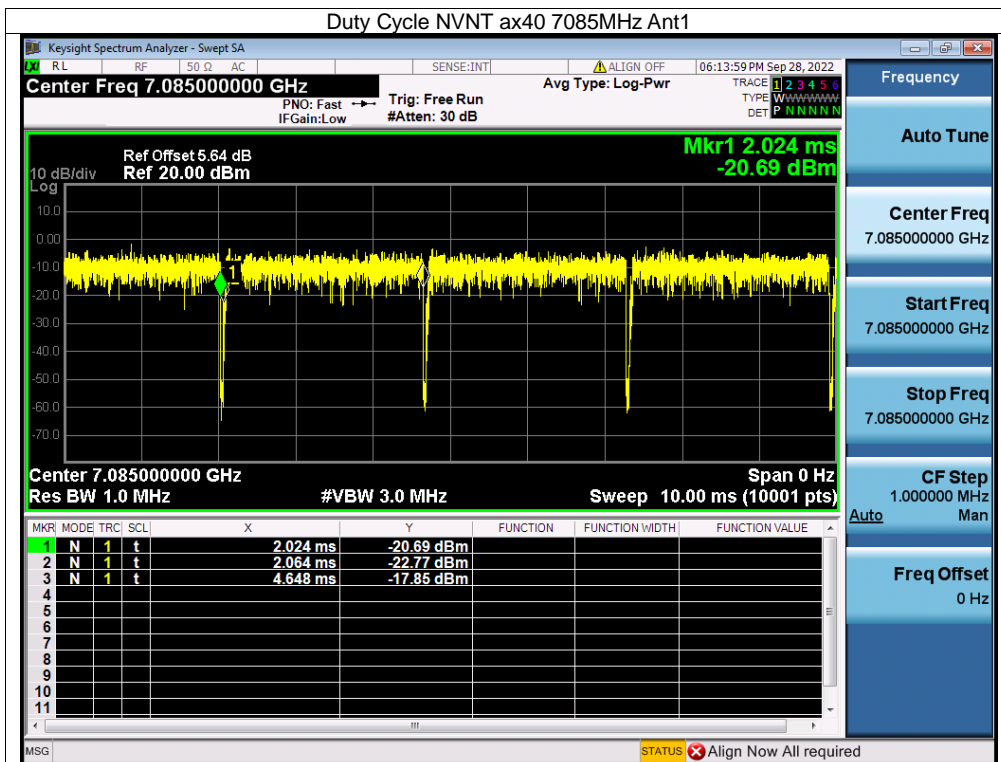 Duty Cycle NVNT ax40 7085MHz Ant1
Keysight Spectrum Analyzer - Swept SA
LXI RL RF 50 Ω AC SENSE:INT ALIGN OFF 06:13:59 PM Sep 28, 2022
Center Freq 7.085000000 GHz
PNO: Fast
IFGain:Low
Trig: Free Run
#Atten: 30 dB
Avg Type: Log-Pwr
TRACE 1 2 3 4 5 6
TYPE WWWWWW
DET P N N N N N
Mkr1 2.024 ms
-20.69 dBm
Ref Offset 5.64 dB
Ref 20.00 dBm
10 dB/div
Log
10.0
0.00
-10.0
-20.0
-30.0
-40.0
-50.0
-60.0
-70.0
1
Center 7.085000000 GHz Span 0 Hz
Res BW 1.0 MHz #VBW 3.0 MHz Sweep 10.00 ms (10001 pts)
MKR MODE TRC SCL X Y FUNCTION FUNCTION WIDTH FUNCTION VALUE
1 N 1 t 2.024 ms -20.69 dBm
2 N 1 t 2.064 ms -22.77 dBm
3 N 1 t 4.648 ms -17.85 dBm
4
5
6
7
8
9
10
11
MSG STATUS Align Now All required
Frequency
Auto Tune
Center Freq
7.085000000 GHz
Start Freq
7.085000000 GHz
Stop Freq
7.085000000 GHz
CF Step
1.000000 MHz
Auto Man
Freq Offset
0 Hz